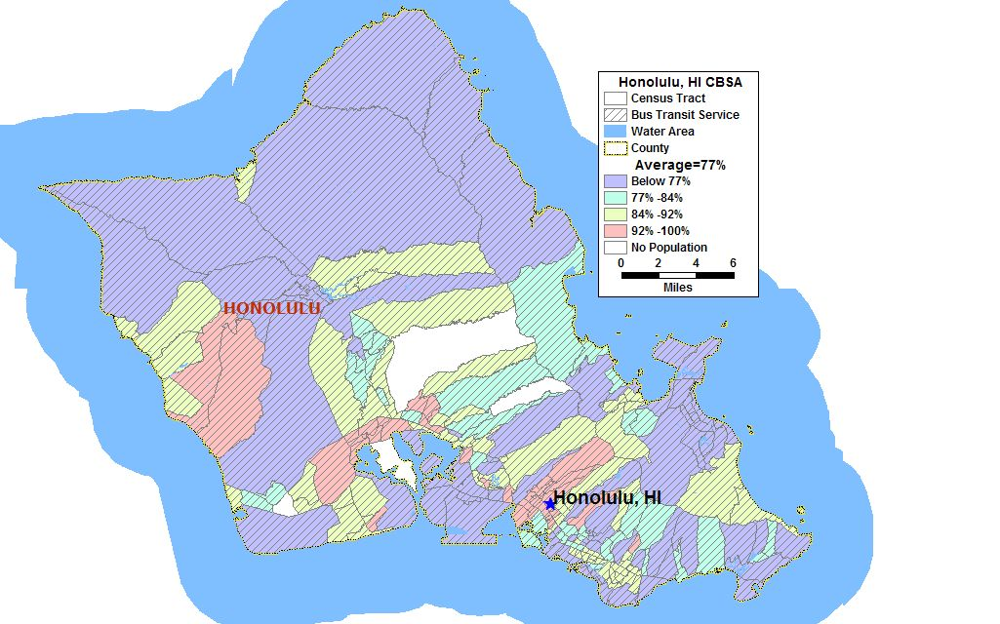 Honolulu, HI CBSA
Census Tract
Bus Transit Service
Water Area
County
Average=77%
Below 77%
77% -84%
84% -92%
92% -100%
No Population
0 2 4 6
Miles
HONOLULU
Honolulu, HI